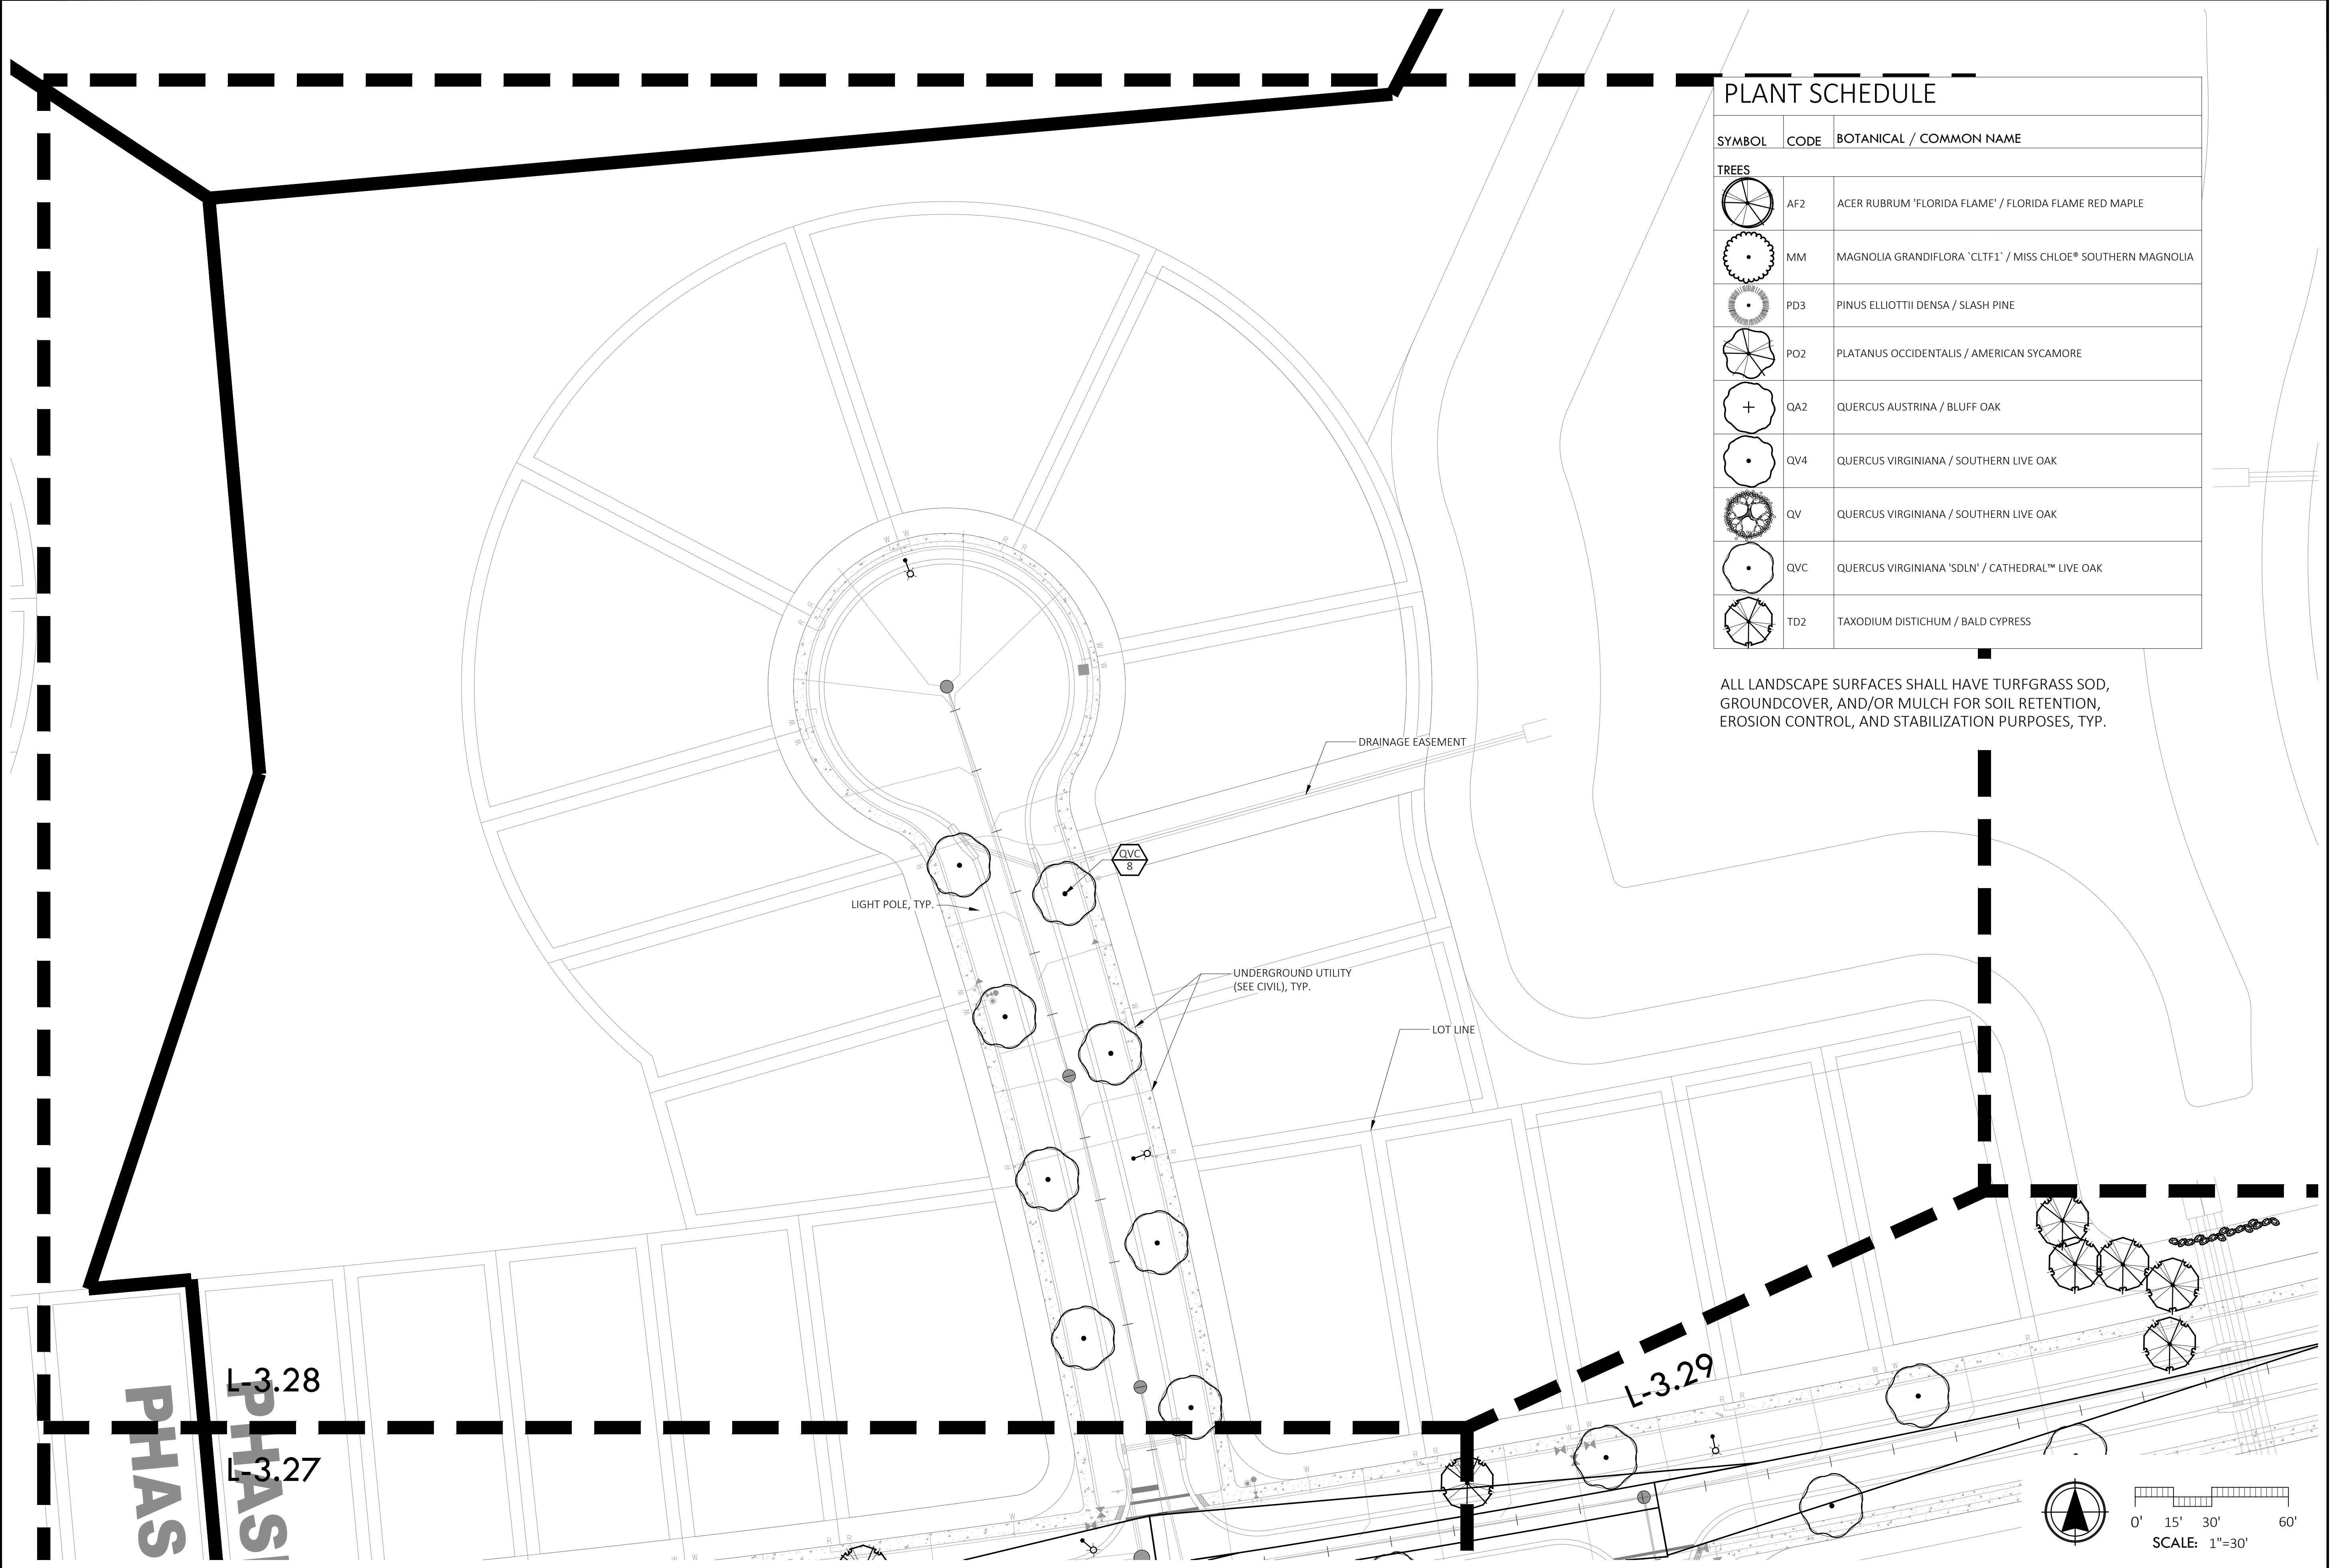 PLANT SCHEDULE
SYMBOL CODE BOTANICAL / COMMON NAME
TREES
AF2 ACER RUBRUM 'FLORIDA FLAME' / FLORIDA FLAME RED MAPLE
MM MAGNOLIA GRANDIFLORA `CLTF1` / MISS CHLOE® SOUTHERN MAGNOLIA
PD3 PINUS ELLIOTTII DENSA / SLASH PINE
PO2 PLATANUS OCCIDENTALIS / AMERICAN SYCAMORE
QA2 QUERCUS AUSTRINA / BLUFF OAK
QV4 QUERCUS VIRGINIANA / SOUTHERN LIVE OAK
QV QUERCUS VIRGINIANA / SOUTHERN LIVE OAK
QVC QUERCUS VIRGINIANA 'SDLN' / CATHEDRAL™ LIVE OAK
TD2 TAXODIUM DISTICHUM / BALD CYPRESS
ALL LANDSCAPE SURFACES SHALL HAVE TURFGRASS SOD,
GROUNDCOVER, AND/OR MULCH FOR SOIL RETENTION,
EROSION CONTROL, AND STABILIZATION PURPOSES, TYP.
DRAINAGE EASEMENT
QVC
8
LIGHT POLE, TYP.
UNDERGROUND UTILITY
(SEE CIVIL), TYP.
LOT LINE
L-3.28
L-3.27
PHAS
PHAS
L-3.29
0' 15' 30' 60'
SCALE: 1"=30'